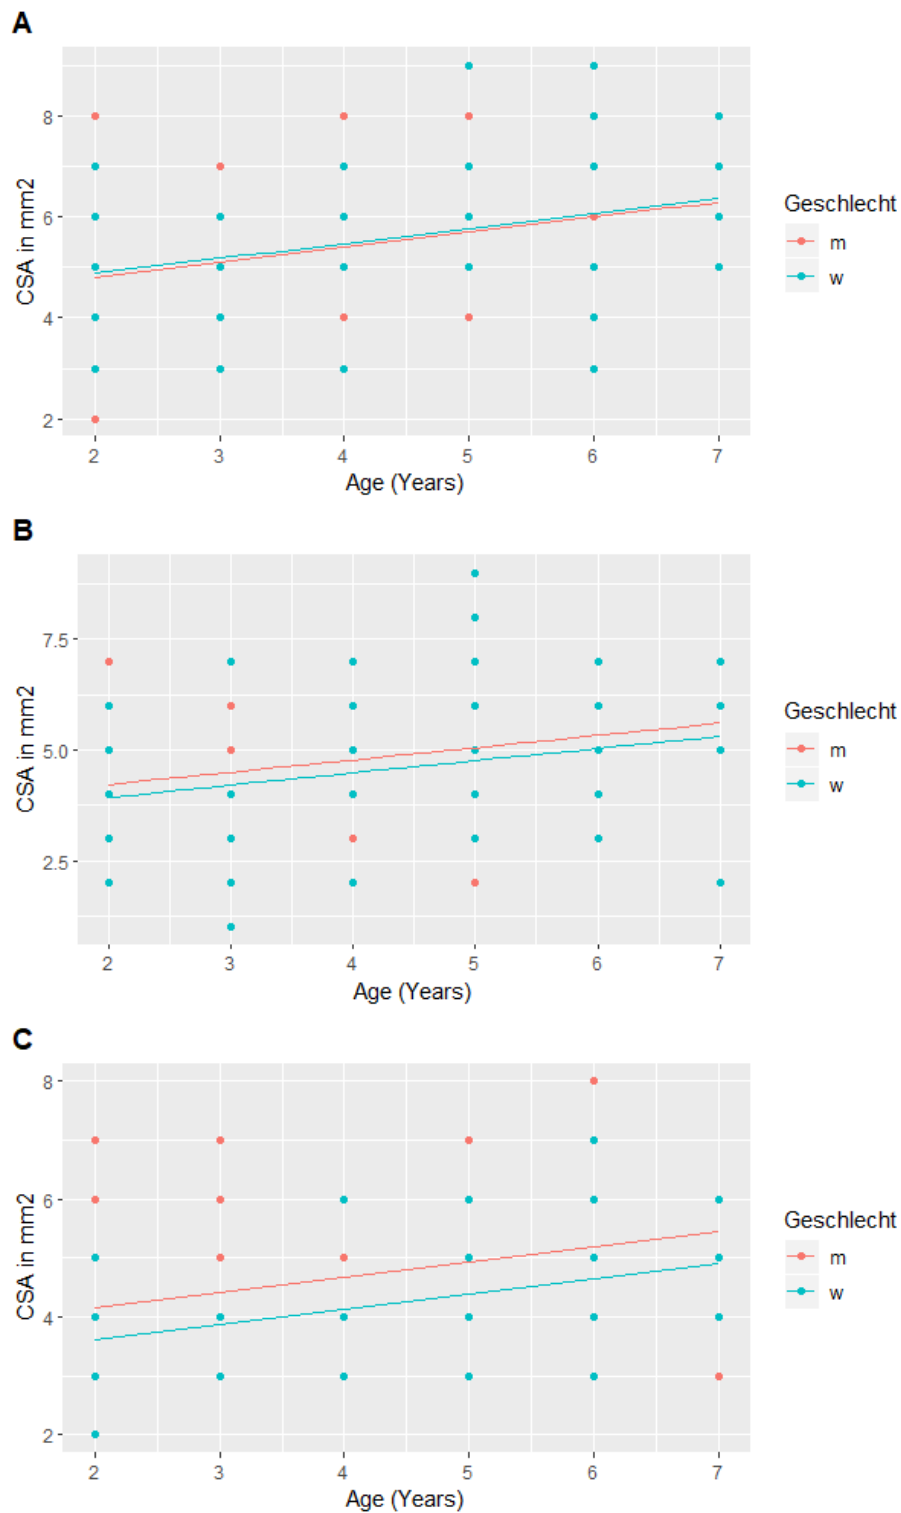 A
CSA in mm2
8
6
4
2
2 3 4 5 6 7
Age (Years)
Geschlecht
m
w
B
CSA in mm2
7.5
5.0
2.5
2 3 4 5 6 7
Age (Years)
Geschlecht
m
w
C
CSA in mm2
8
6
4
2
2 3 4 5 6 7
Age (Years)
Geschlecht
m
w